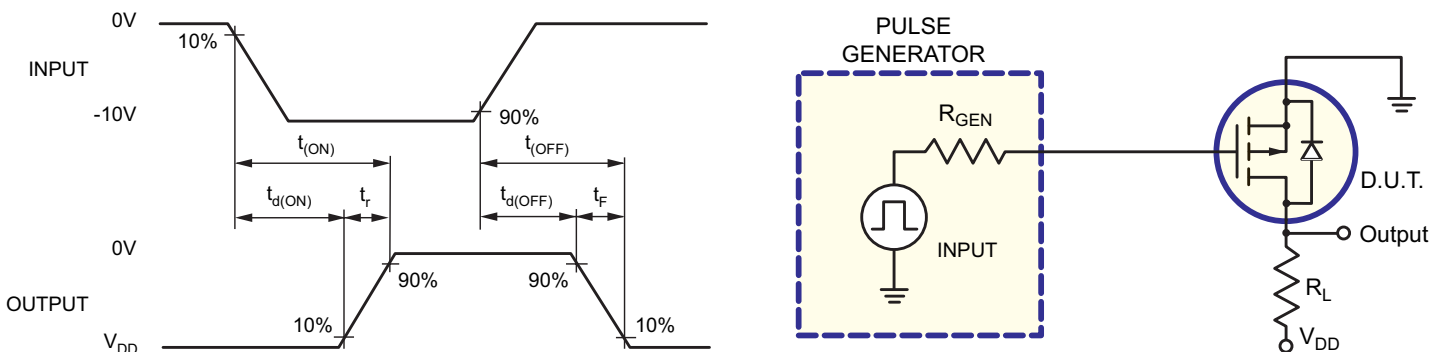 0V
10%
INPUT
-10V
90%
t(ON)
t(OFF)
td(ON)
tr
td(OFF)
tF
0V
90%
90%
OUTPUT
10%
10%
VDD
PULSE
GENERATOR
RGEN
INPUT
D.U.T.
Output
RL
VDD